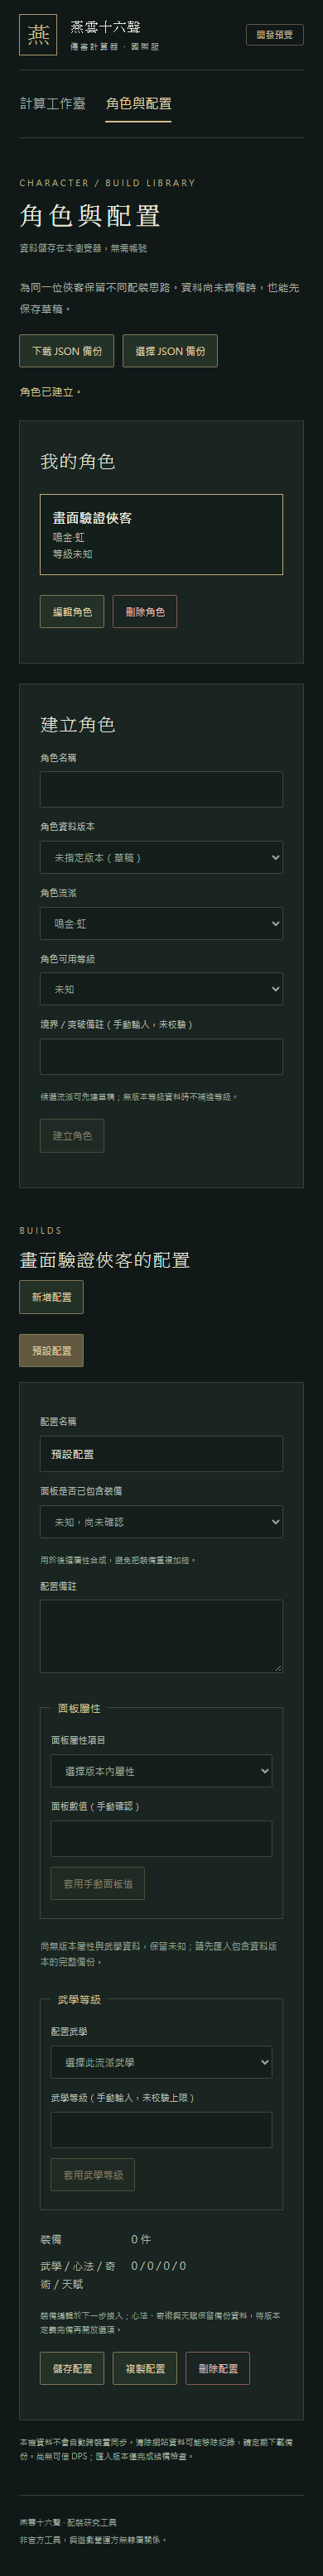 燕
燕雲十六聲
傷害計算器 · 國際服
開發預覽
計算工作臺
角色與配置
CHARACTER / BUILD LIBRARY
角色與配置
資料儲存在本瀏覽器，無需帳號
為同一位俠客保留不同配裝思路。資料尚未齊備時，也能先
保存草稿。
下載 JSON 備份
選擇 JSON 備份
角色已建立。
我的角色
畫面驗證俠客
鳴金·虹
等級未知
編輯角色
刪除角色
建立角色
角色名稱
角色資料版本
未指定版本（草稿）
角色流派
鳴金·虹
角色可用等級
未知
境界 / 突破備註（手動輸入，未校驗）
候選流派可先建草稿；無版本等級資料時不補造等級。
建立角色
BUILDS
畫面驗證俠客的配置
新增配置
預設配置
配置名稱
預設配置
面板是否已包含裝備
未知，尚未確認
用於後續屬性合成，避免把裝備重複加總。
配置備註
面板屬性
面板屬性項目
選擇版本內屬性
面板數值（手動確認）
套用手動面板值
尚無版本屬性與武學資料，保留未知；請先匯入包含資料版
本的完整備份。
武學等級
配置武學
選擇此流派武學
武學等級（手動輸入，未校驗上限）
套用武學等級
裝備
0 件
武學 / 心法 / 奇
術 / 天賦
0 / 0 / 0 / 0
裝備編輯於下一步接入；心法、奇術與天賦保留備份資料，待版本
定義完備再開放選項。
儲存配置
複製配置
刪除配置
本機資料不會自動跨裝置同步。清除網站資料可能移除紀錄，請定期下載備
份。尚無可信 DPS；匯入版本僅完成結構檢查。
燕雲十六聲 · 配裝研究工具
非官方工具，與遊戲營運方無隸屬關係。